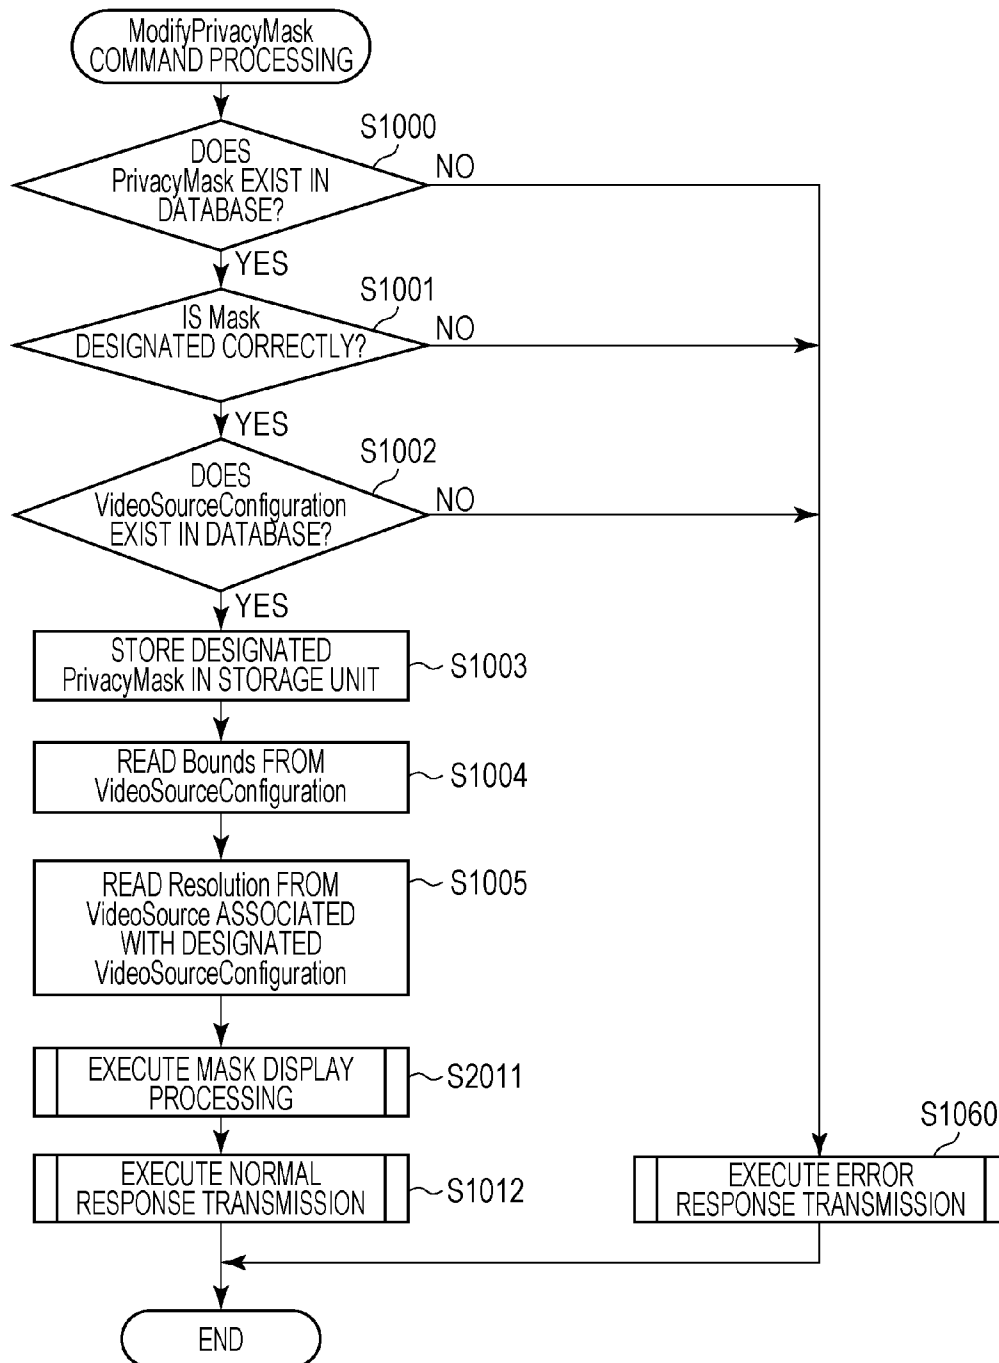 ModifyPrivacyMask
COMMAND PROCESSING
S1000
DOES
PrivacyMask EXIST IN
DATABASE?
NO
YES
S1001
IS Mask
DESIGNATED CORRECTLY?
NO
YES
S1002
DOES
VideoSourceConfiguration
EXIST IN DATABASE?
NO
YES
STORE DESIGNATED
PrivacyMask IN STORAGE UNIT
S1003
READ Bounds FROM
VideoSourceConfiguration
S1004
READ Resolution FROM
VideoSource ASSOCIATED
WITH DESIGNATED
VideoSourceConfiguration
S1005
EXECUTE MASK DISPLAY
PROCESSING
S2011
EXECUTE NORMAL
RESPONSE TRANSMISSION
S1012
S1060
EXECUTE ERROR
RESPONSE TRANSMISSION
END